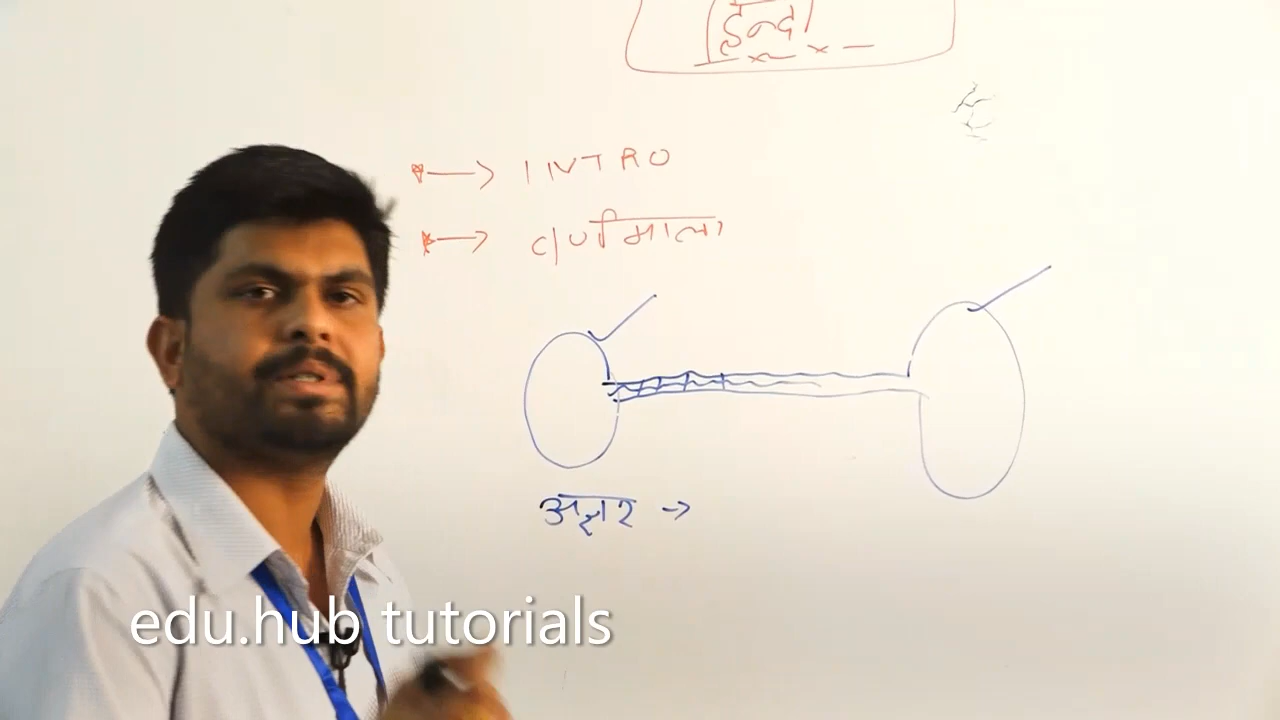 हिन्दी
→ INTRO
→ वर्णमाला
अक्षर →
edu.hub tutorials